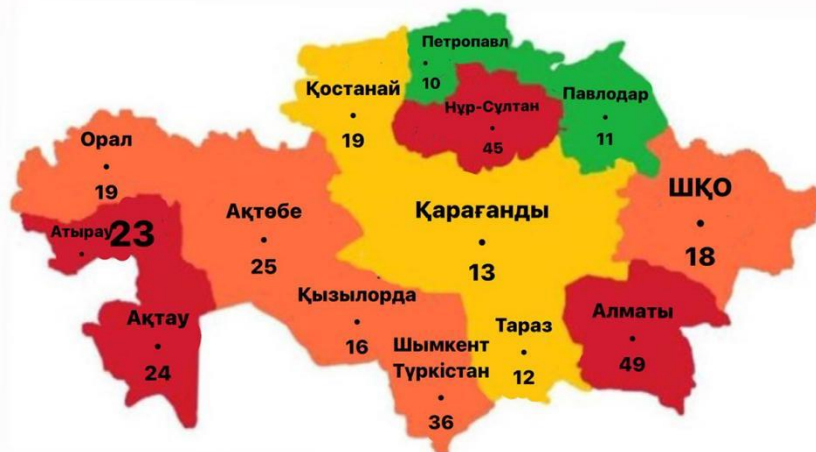 Петропавл
10
Қостанай
19
Нұр-Сұлтан
45
Павлодар
11
Орал
19
Атырау
23
Ақтөбе
25
Қарағанды
13
ШҚО
18
Ақтау
24
Қызылорда
16
Шымкент
Түркістан
36
Тараз
12
Алматы
49